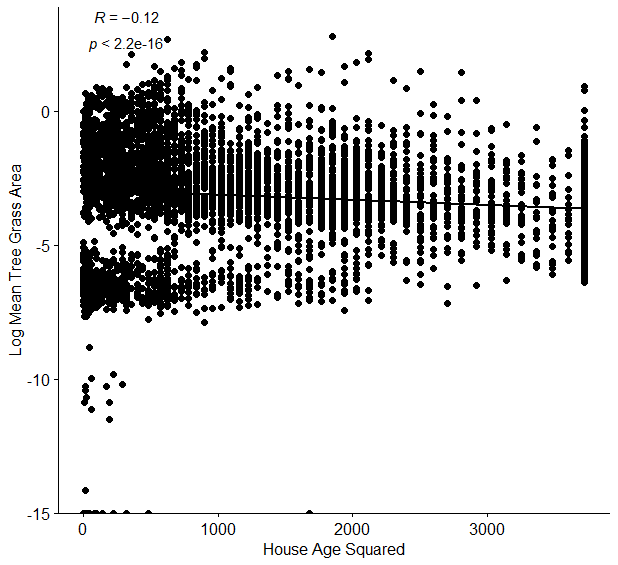 R = −0.12
p < 2.2e-16
0
-5
-10
-15
Log Mean Tree Grass Area
0 1000 2000 3000
House Age Squared